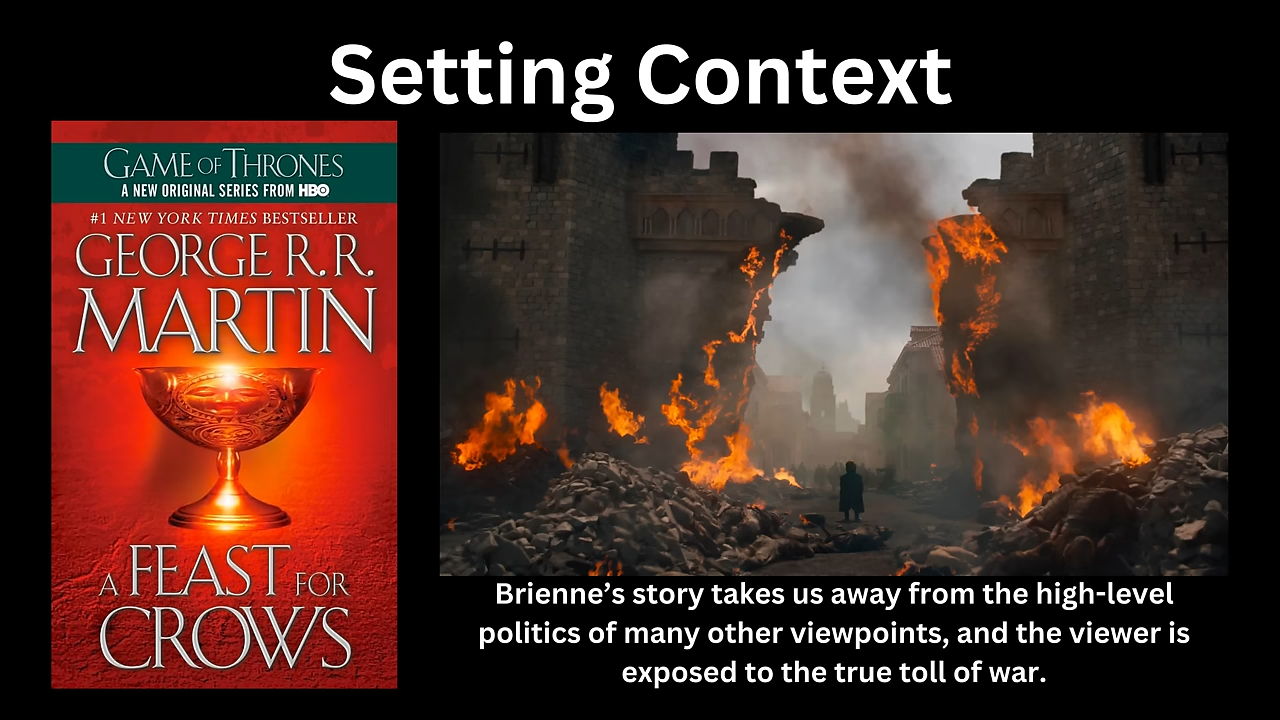 Setting Context
GAME OF THRONES
A NEW ORIGINAL SERIES FROM HBO
#1 NEW YORK TIMES BESTSELLER
GEORGE R. R.
MARTIN
A FEAST FOR
CROWS
Brienne’s story takes us away from the high-level
politics of many other viewpoints, and the viewer is
exposed to the true toll of war.